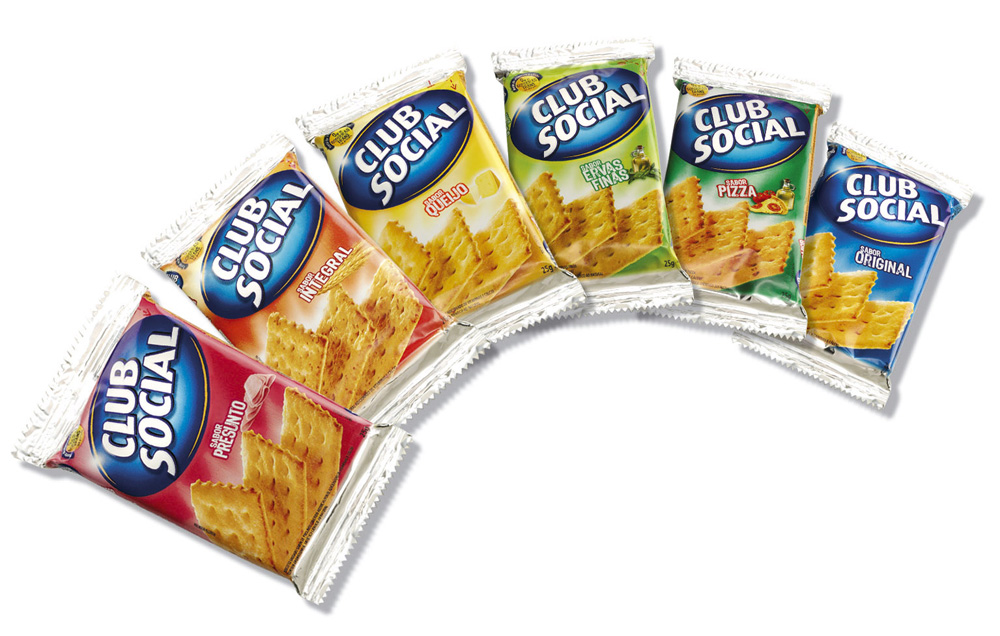 CLUB
SOCIAL
SABOR
PRESUNTO
CLUB
SOCIAL
SABOR
INTEGRAL
CLUB
SOCIAL
SABOR
QUEIJO
25g
CLUB
SOCIAL
SABOR
ERVAS
FINAS
25g
CLUB
SOCIAL
SABOR
PIZZA
CLUB
SOCIAL
SABOR
ORIGINAL